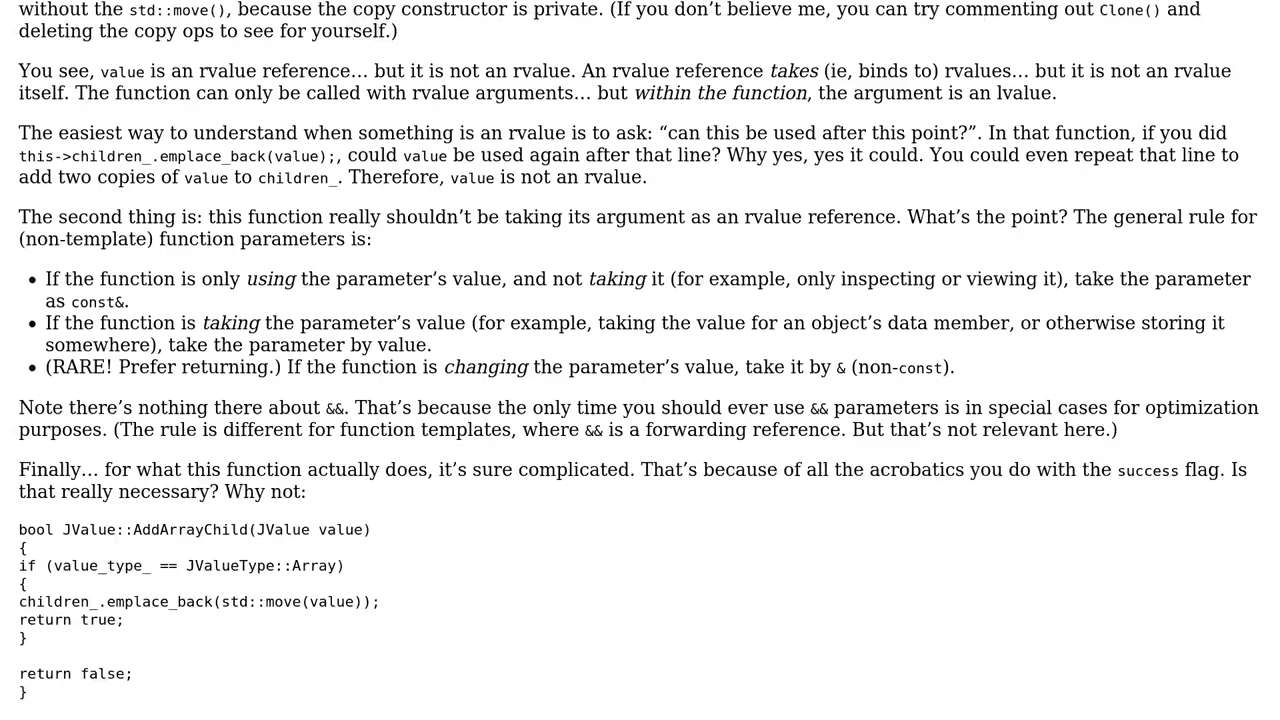 without the std::move(), because the copy constructor is private. (If you don’t believe me, you can try commenting out Clone() and
deleting the copy ops to see for yourself.)
You see, value is an rvalue reference… but it is not an rvalue. An rvalue reference takes (ie, binds to) rvalues… but it is not an rvalue
itself. The function can only be called with rvalue arguments… but within the function, the argument is an lvalue.
The easiest way to understand when something is an rvalue is to ask: “can this be used after this point?”. In that function, if you did
this->children_.emplace_back(value);, could value be used again after that line? Why yes, yes it could. You could even repeat that line to
add two copies of value to children_. Therefore, value is not an rvalue.
The second thing is: this function really shouldn’t be taking its argument as an rvalue reference. What’s the point? The general rule for
(non-template) function parameters is:
• If the function is only using the parameter’s value, and not taking it (for example, only inspecting or viewing it), take the parameter
as const&.
• If the function is taking the parameter’s value (for example, taking the value for an object’s data member, or otherwise storing it
somewhere), take the parameter by value.
• (RARE! Prefer returning.) If the function is changing the parameter’s value, take it by & (non-const).
Note there’s nothing there about &&. That’s because the only time you should ever use && parameters is in special cases for optimization
purposes. (The rule is different for function templates, where && is a forwarding reference. But that’s not relevant here.)
Finally… for what this function actually does, it’s sure complicated. That’s because of all the acrobatics you do with the success flag. Is
that really necessary? Why not:
bool JValue::AddArrayChild(JValue value)
{
if (value_type_ == JValueType::Array)
{
children_.emplace_back(std::move(value));
return true;
}
return false;
}